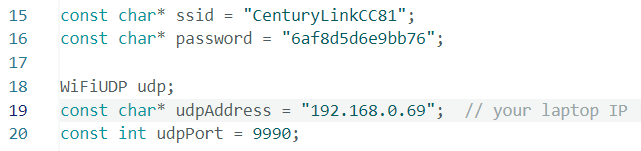 15 const char* ssid = "CenturyLinkCC81";
16 const char* password = "6af8d5d6e9bb76";
17
18 WiFiUDP udp;
19 const char* udpAddress = "192.168.0.69"; // your laptop IP
20 const int udpPort = 9990;